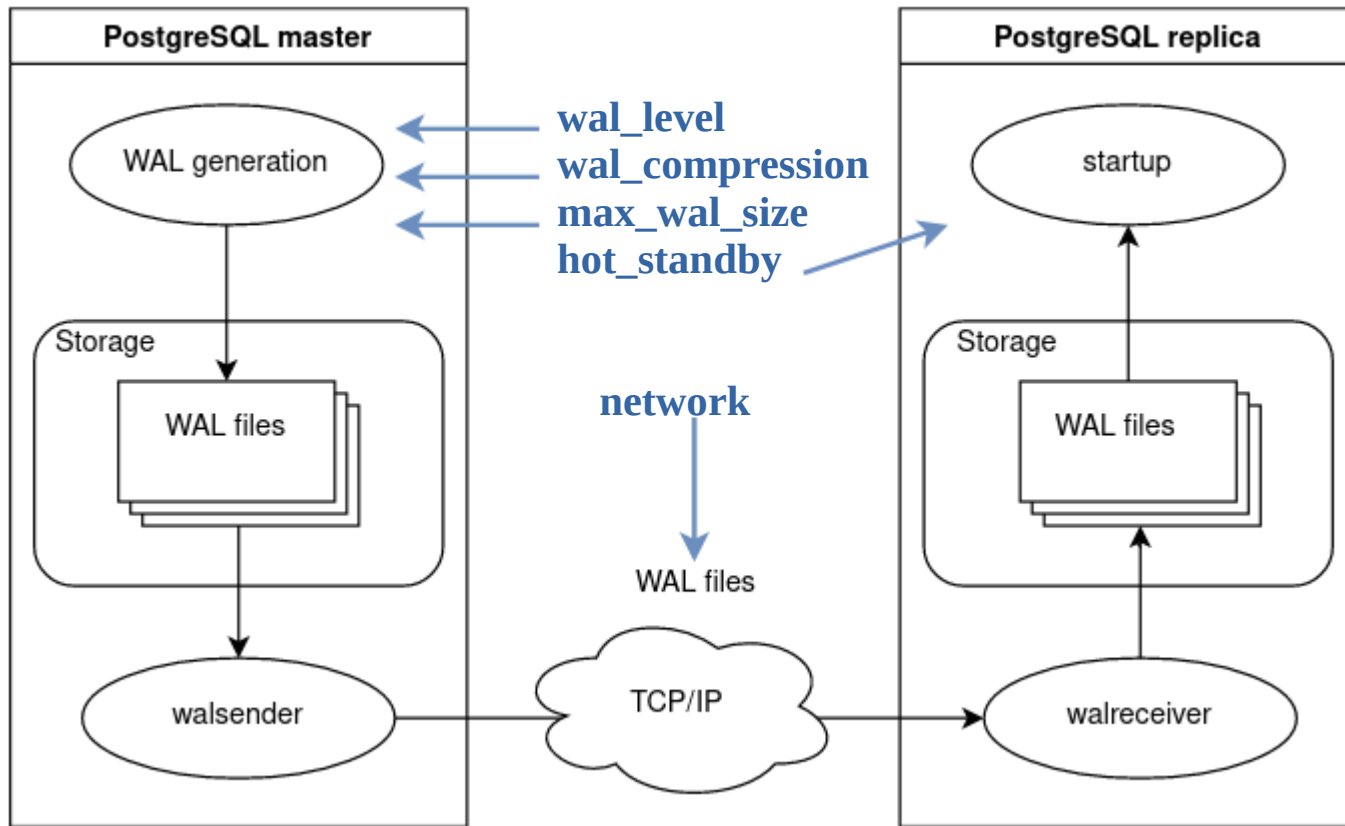 PostgreSQL master
PostgreSQL replica
WAL generation
wal_level
wal_compression
max_wal_size
hot_standby
startup
Storage
WAL files
network
Storage
WAL files
WAL files
walsender
TCP/IP
walreceiver